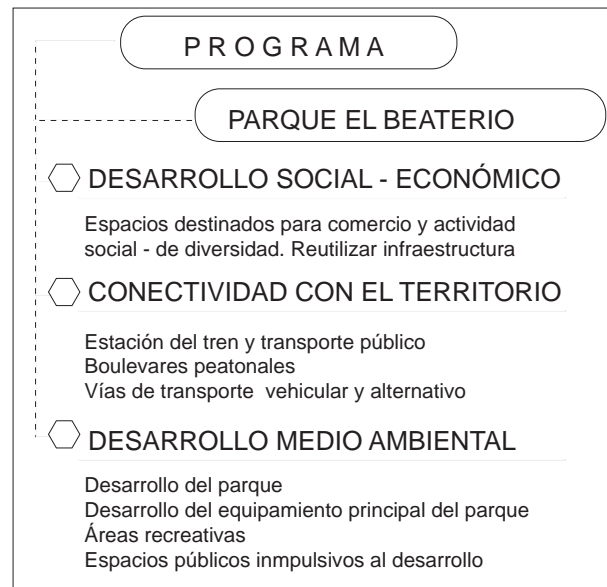 PROGRAMA
PARQUE EL BEATERIO
DESARROLLO SOCIAL - ECONÓMICO
Espacios destinados para comercio y actividad
social - de diversidad. Reutilizar infraestructura
CONECTIVIDAD CON EL TERRITORIO
Estación del tren y transporte público
Boulevares peatonales
Vías de transporte vehicular y alternativo
DESARROLLO MEDIO AMBIENTAL
Desarrollo del parque
Desarrollo del equipamiento principal del parque
Áreas recreativas
Espacios públicos inmpulsivos al desarrollo